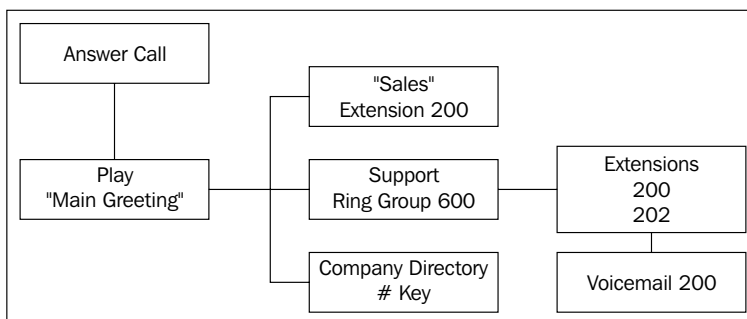 Answer Call
Play
"Main Greeting"
"Sales"
Extension 200
Support
Ring Group 600
Company Directory
# Key
Extensions
200
202
Voicemail 200